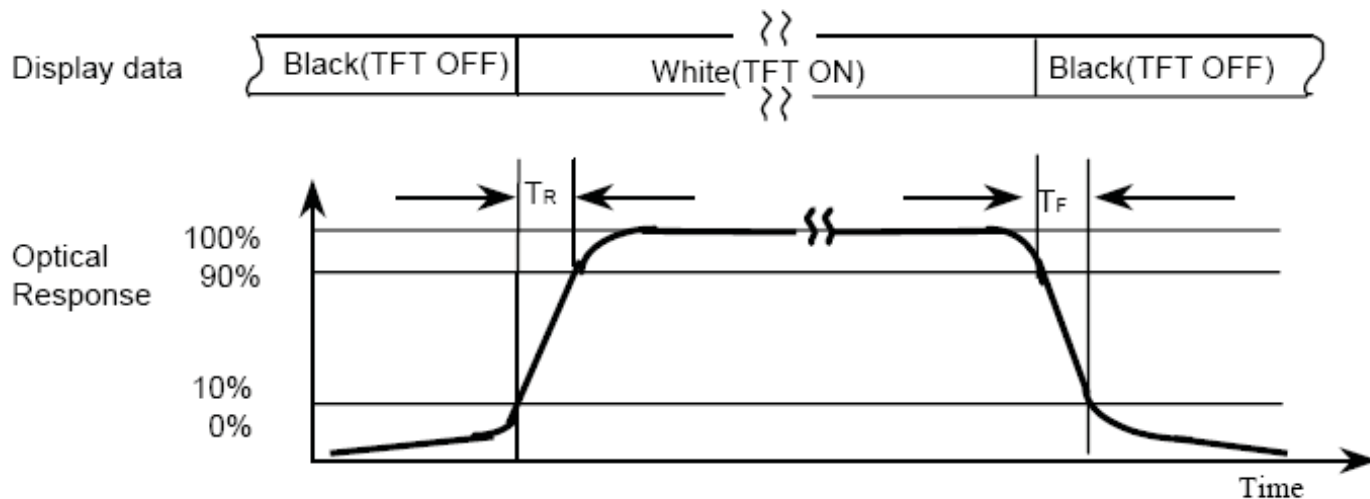 Display data
Black(TFT OFF)
White(TFT ON)
Black(TFT OFF)
TR
TF
Optical
Response
100%
90%
10%
0%
Time